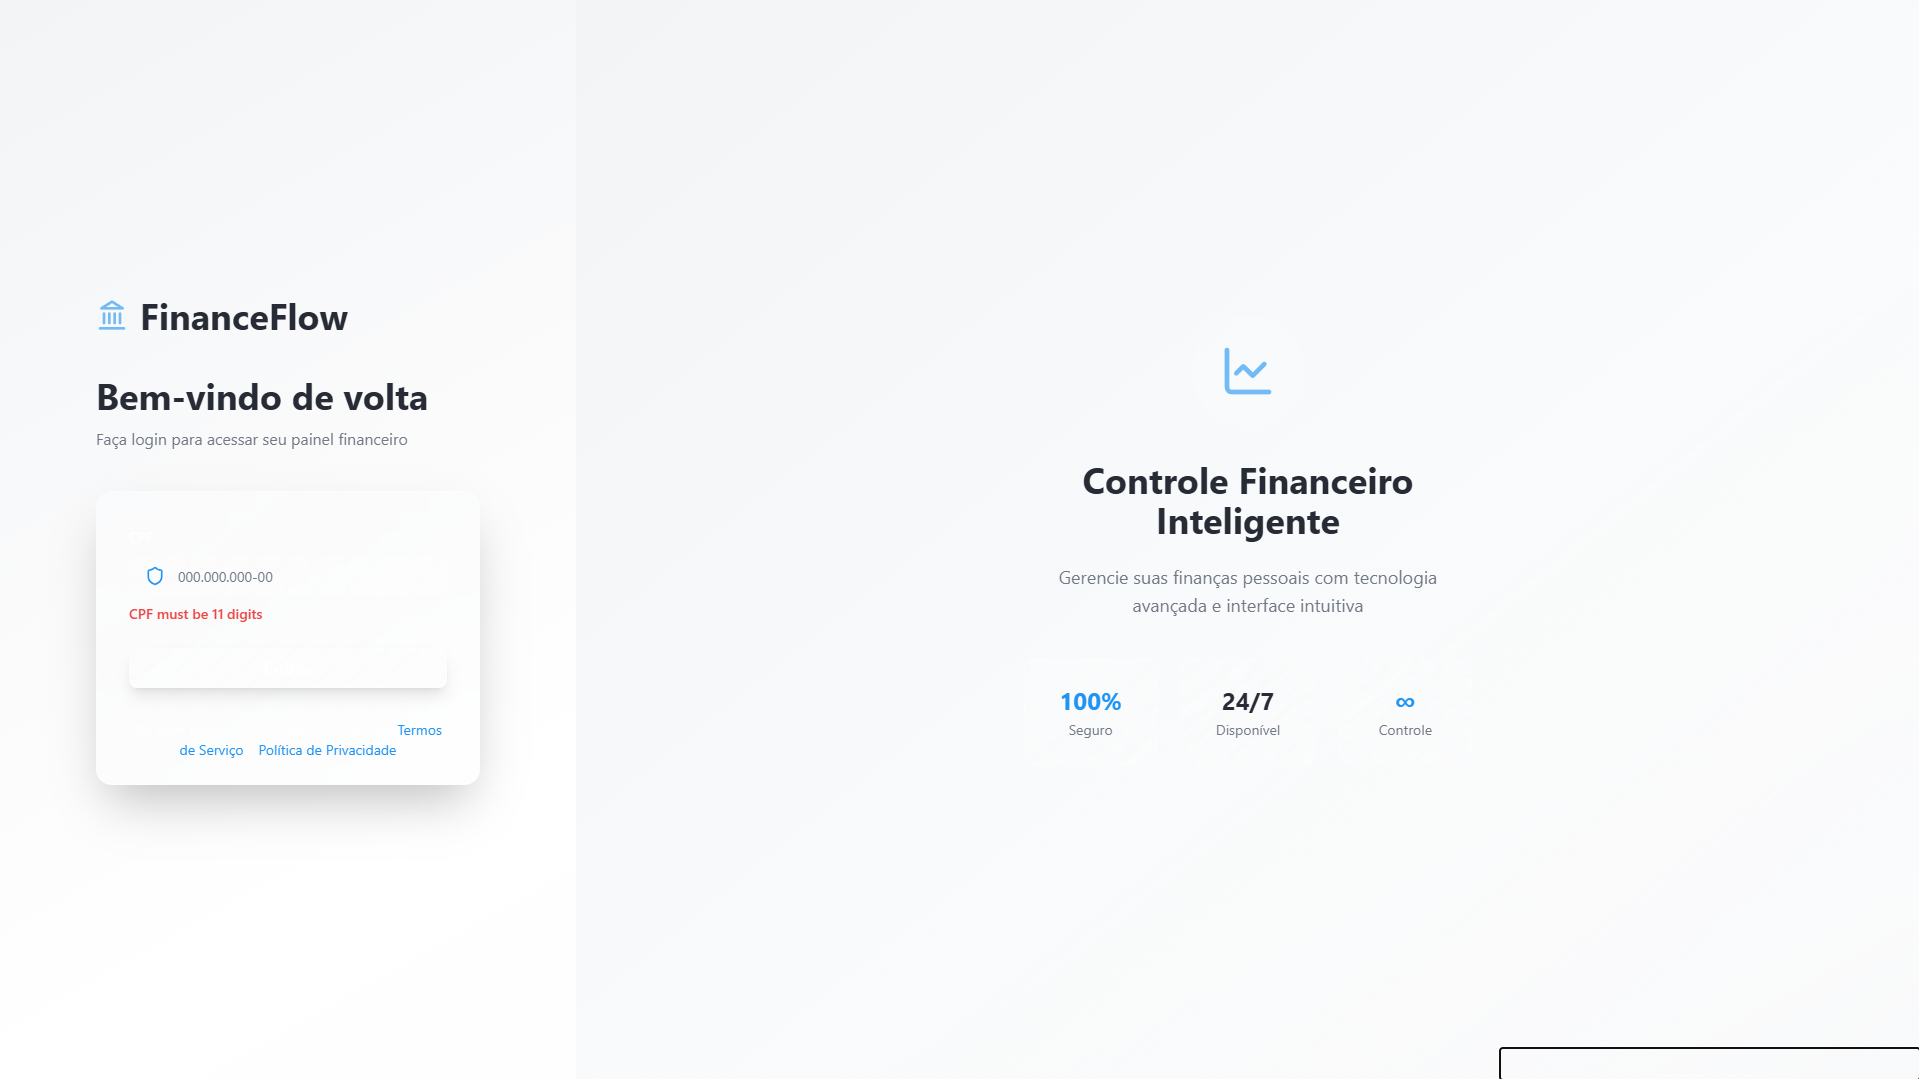 FinanceFlow
Bem-vindo de volta
Faça login para acessar seu painel financeiro
CPF
000.000.000-00
CPF must be 11 digits
Termos
de Serviço Política de Privacidade
Controle Financeiro
Inteligente
Gerencie suas finanças pessoais com tecnologia
avançada e interface intuitiva
100%
Seguro
24/7
Disponível
∞
Controle